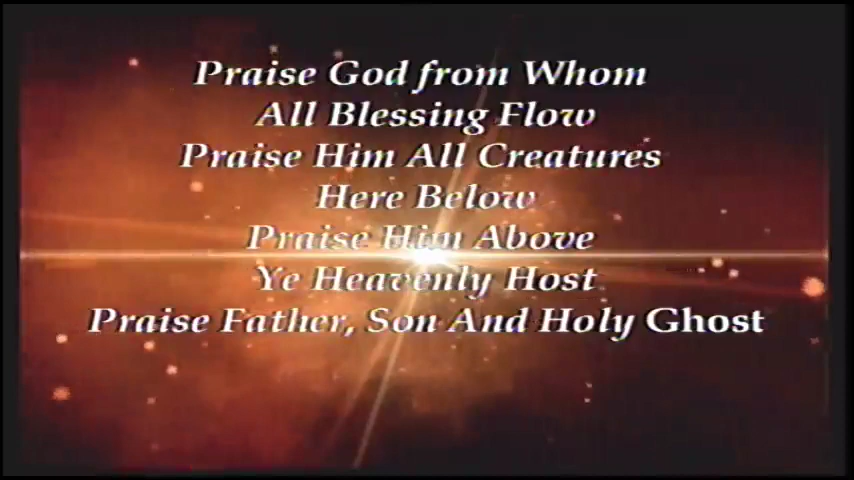 Praise God from Whom
All Blessing Flow
Praise Him All Creatures
Here Below
Praise Him Above
Ye Heavenly Host
Praise Father, Son And Holy Ghost